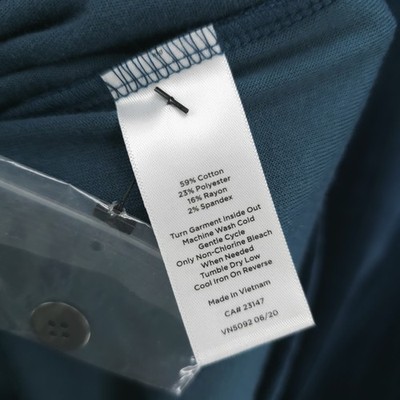 59% Cotton
23% Polyester
16% Rayon
2% Spandex
Turn Garment Inside Out
Machine Wash Cold
Gentle Cycle
Only Non-Chlorine Bleach
When Needed
Tumble Dry Low
Cool Iron On Reverse
Made In Vietnam
CA# 23147
VN5092 06/20